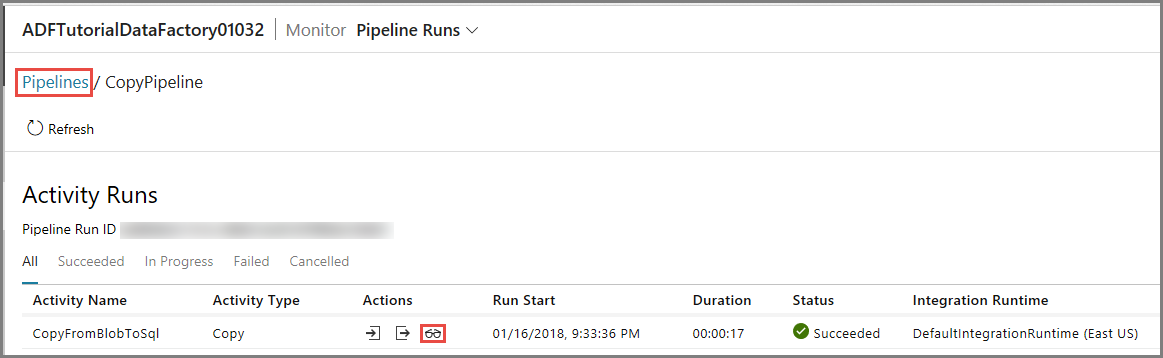 ADFTutorialDataFactory01032 Monitor Pipeline Runs
Pipelines / CopyPipeline
Refresh
Activity Runs
Pipeline Run ID
All Succeeded In Progress Failed Cancelled
Activity Name Activity Type Actions Run Start Duration Status Integration Runtime
CopyFromBlobToSql Copy 01/16/2018, 9:33:36 PM 00:00:17 Succeeded DefaultIntegrationRuntime (East US)